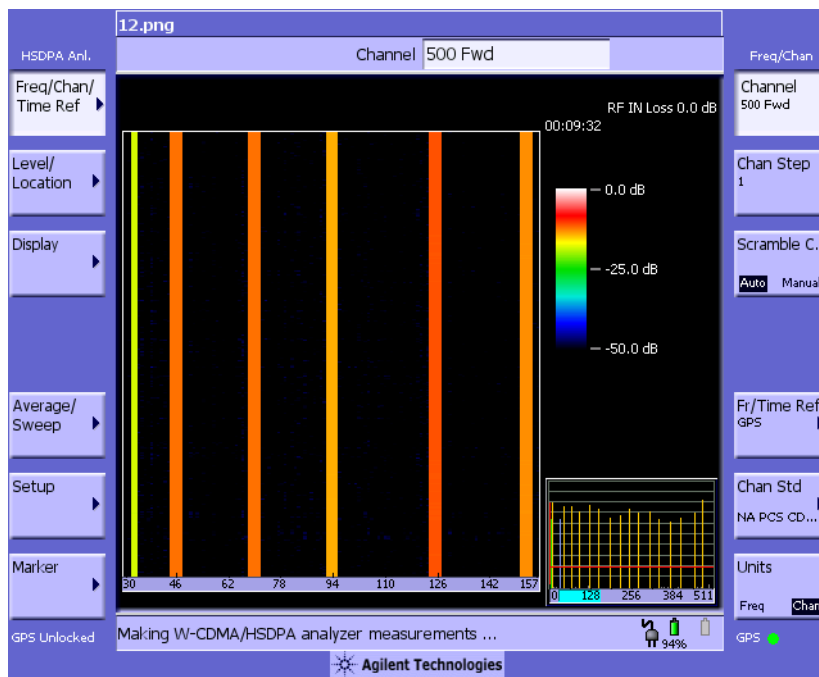 12.png
HSDPA Anl.
Channel 500 Fwd
Freq/Chan
Freq/Chan/
Time Ref
Channel
500 Fwd
RF IN Loss 0.0 dB
00:09:32
Level/
Location
Chan Step
1
0.0 dB
Display
Scramble C.
-25.0 dB
Auto Manual
-50.0 dB
Average/
Sweep
Fr/Time Ref
GPS
Setup
Chan Std
NA PCS CD...
Marker
Units
30 46 62 78 94 110 126 142 157
0 128 256 384 511
Freq Chan
GPS Unlocked
Making W-CDMA/HSDPA analyzer measurements ...
94%
GPS
Agilent Technologies